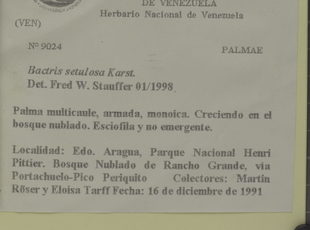 DE VENEZUELA
Herbario Nacional de Venezuela
(VEN)
Nº 9024 PALMAE
Bactris setulosa Karst.
Det. Fred W. Stauffer 01/1998
Palma multicaule, armada, monoica. Creciendo en el
bosque nublado. Esciofila y no emergente.
Localidad: Edo. Aragua, Parque Nacional Henri
Pittier. Bosque Nublado de Rancho Grande, via
Portachuelo-Pico Periquito Colectores: Martin
Röser y Eloisa Tarff Fecha: 16 de diciembre de 1991